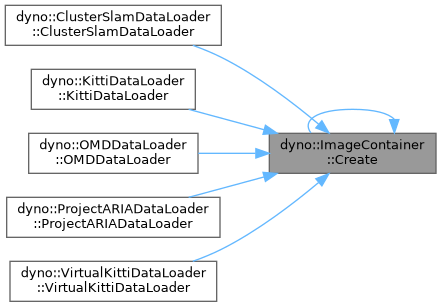 dyno::ClusterSlamDataLoader
::ClusterSlamDataLoader
dyno::KittiDataLoader
::KittiDataLoader
dyno::OMDDataLoader
::OMDDataLoader
dyno::ProjectARIADataLoader
::ProjectARIADataLoader
dyno::VirtualKittiDataLoader
::VirtualKittiDataLoader
dyno::ImageContainer
::Create